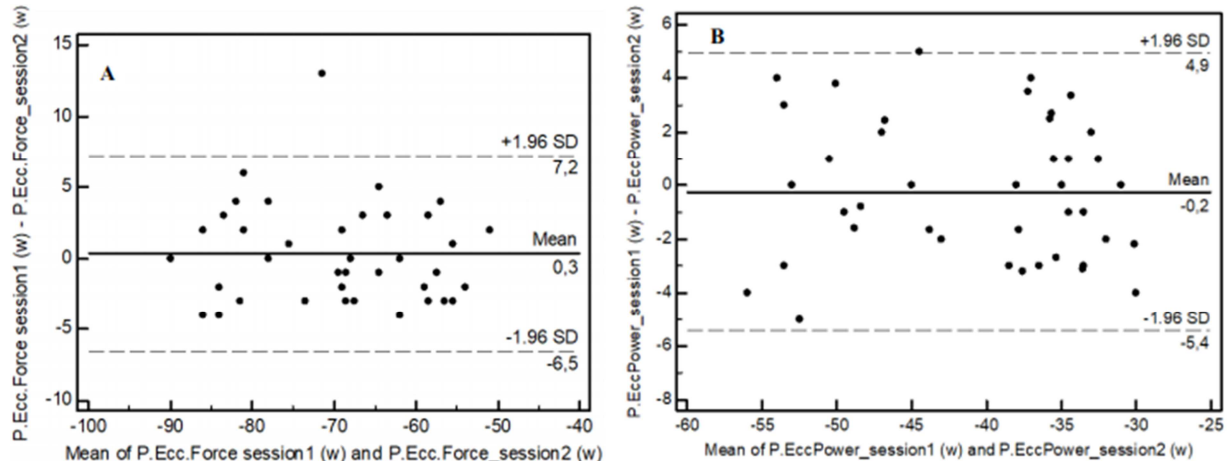 P.Ecc.Force session1 (w) - P.Ecc.Force_session2 (w)
A
15
10
5
0
-5
-10
+1.96 SD
7,2
Mean
0,3
-1.96 SD
-6,5
-100 -90 -80 -70 -60 -50 -40
Mean of P.Ecc.Force session1 (w) and P.Ecc.Force_session2 (w)
P.EccPower_session1 (w) - P.EccPower_session2 (w)
B
6
4
2
0
-2
-4
-6
-8
+1.96 SD
4,9
Mean
-0,2
-1.96 SD
-5,4
-60 -55 -50 -45 -40 -35 -30 -25
Mean of P.EccPower_session1 (w) and P.EccPower_session2 (w)